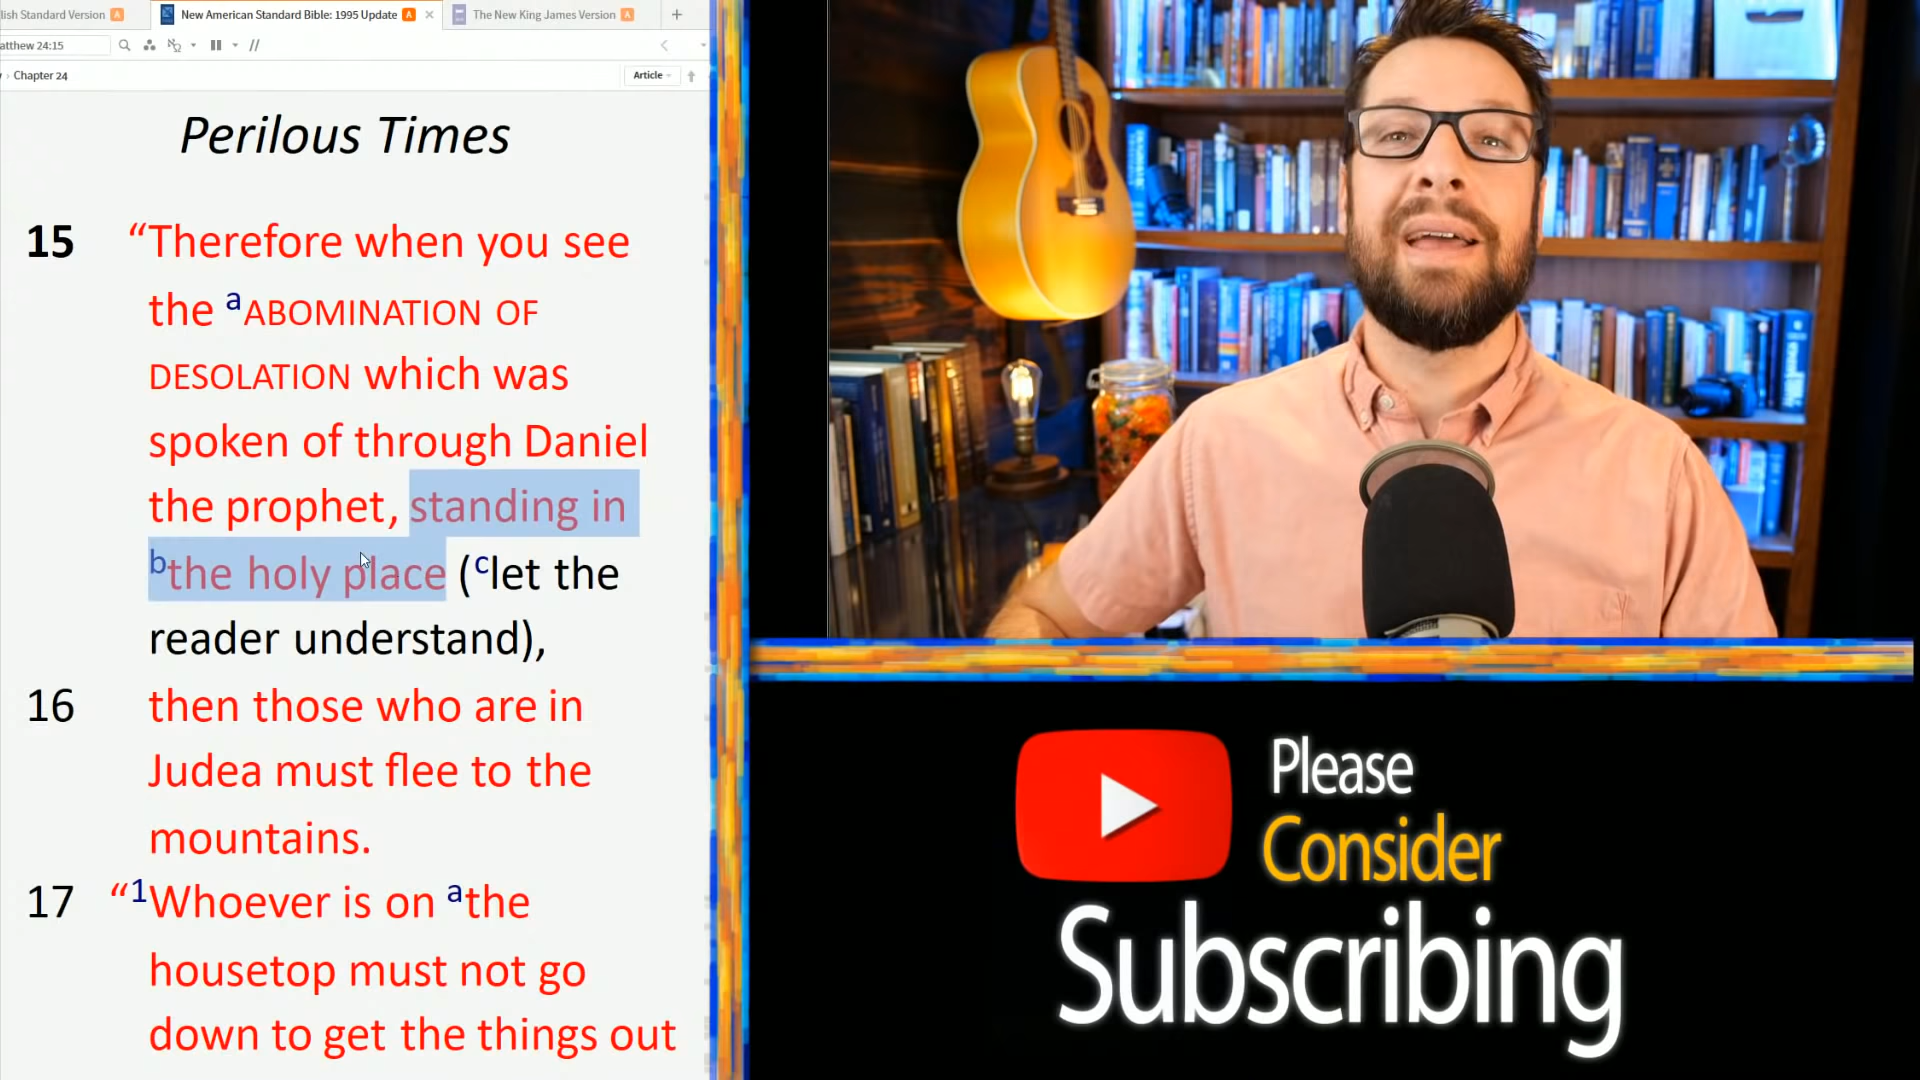 lish Standard Version A
New American Standard Bible: 1995 Update A
The New King James Version A
atthew 24:15
Chapter 24
Article
Perilous Times
15 “Therefore when you see
the aABOMINATION OF
DESOLATION which was
spoken of through Daniel
the prophet, standing in
bthe holy place (clet the
reader understand),
16 then those who are in
Judea must flee to the
mountains.
17 “1Whoever is on athe
housetop must not go
down to get the things out
Please
Consider
Subscribing